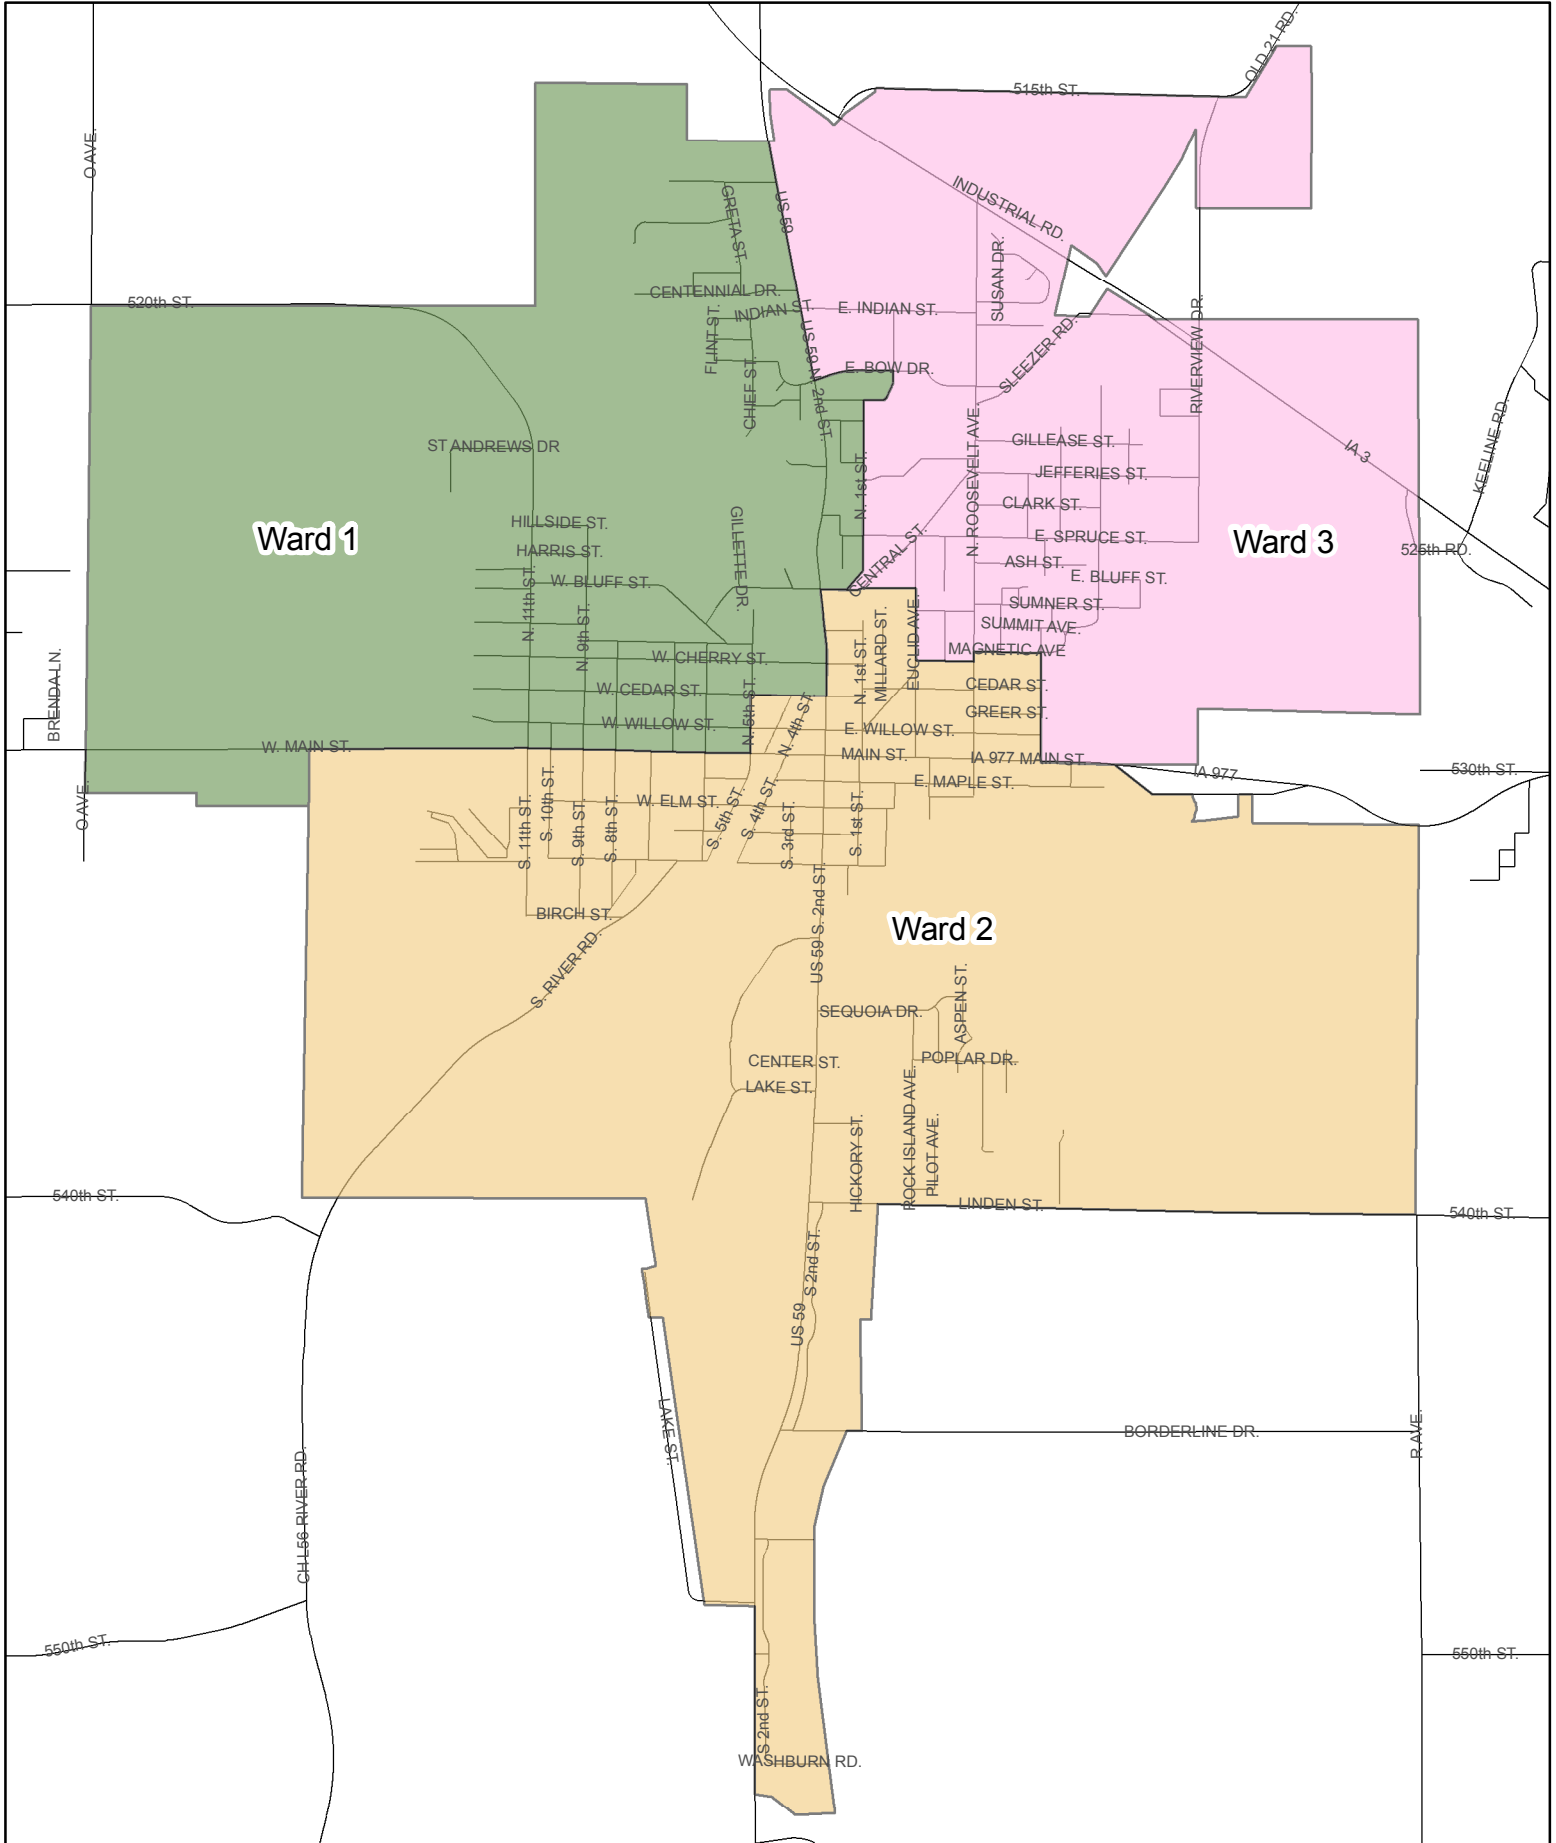 OLD 21 RD.
515th ST.
O AVE.
INDUSTRIAL RD.
GRETA ST.
US 59
SUSAN DR.
CENTENNIAL DR.
520th ST.
INDIAN ST.
E. INDIAN ST.
FLINT ST.
US 59 N. 2nd ST.
SLEEZER RD.
RIVERVIEW DR.
E. BOW DR.
CHIEF ST.
KEELINE RD.
ST ANDREWS DR
N. ROOSEVELT AVE.
GILLEASE ST.
IA 3
JEFFERIES ST.
N. 1st ST.
CLARK ST.
HILLSIDE ST.
GILLETTE DR.
Ward 1
E. SPRUCE ST.
Ward 3
HARRIS ST.
CENTRAL ST.
525th RD.
ASH ST.
W. BLUFF ST.
E. BLUFF ST.
N. 11th ST.
SUMNER ST.
N. 9th ST.
SUMMIT AVE.
MILLARD ST.
EUCLID AVE.
MAGNETIC AVE
W. CHERRY ST.
N. 1st ST.
BRENDA LN.
W. CEDAR ST.
CEDAR ST.
N. 5th ST.
GREER ST.
N. 4th ST.
W. WILLOW ST.
E. WILLOW ST.
W. MAIN ST.
MAIN ST.
IA 977 MAIN ST.
IA 977
530th ST.
E. MAPLE ST.
O AVE.
S. 10th ST.
W. ELM ST.
S. 11th ST.
S. 9th ST.
S. 8th ST.
S. 5th ST.
S. 4th ST.
S. 3rd ST.
S. 1st ST.
BIRCH ST.
US 59 S. 2nd ST.
Ward 2
S. RIVER RD.
ASPEN ST.
SEQUOIA DR.
CENTER ST.
POPLAR DR.
LAKE ST.
ROCK ISLAND AVE.
HICKORY ST.
PILOT AVE.
540th ST.
LINDEN ST.
540th ST.
S 2nd ST.
US 59
LAKE ST.
BORDERLINE DR.
R AVE.
CH L56 RIVER RD.
550th ST.
550th ST.
S 2nd ST.
WASHBURN RD.